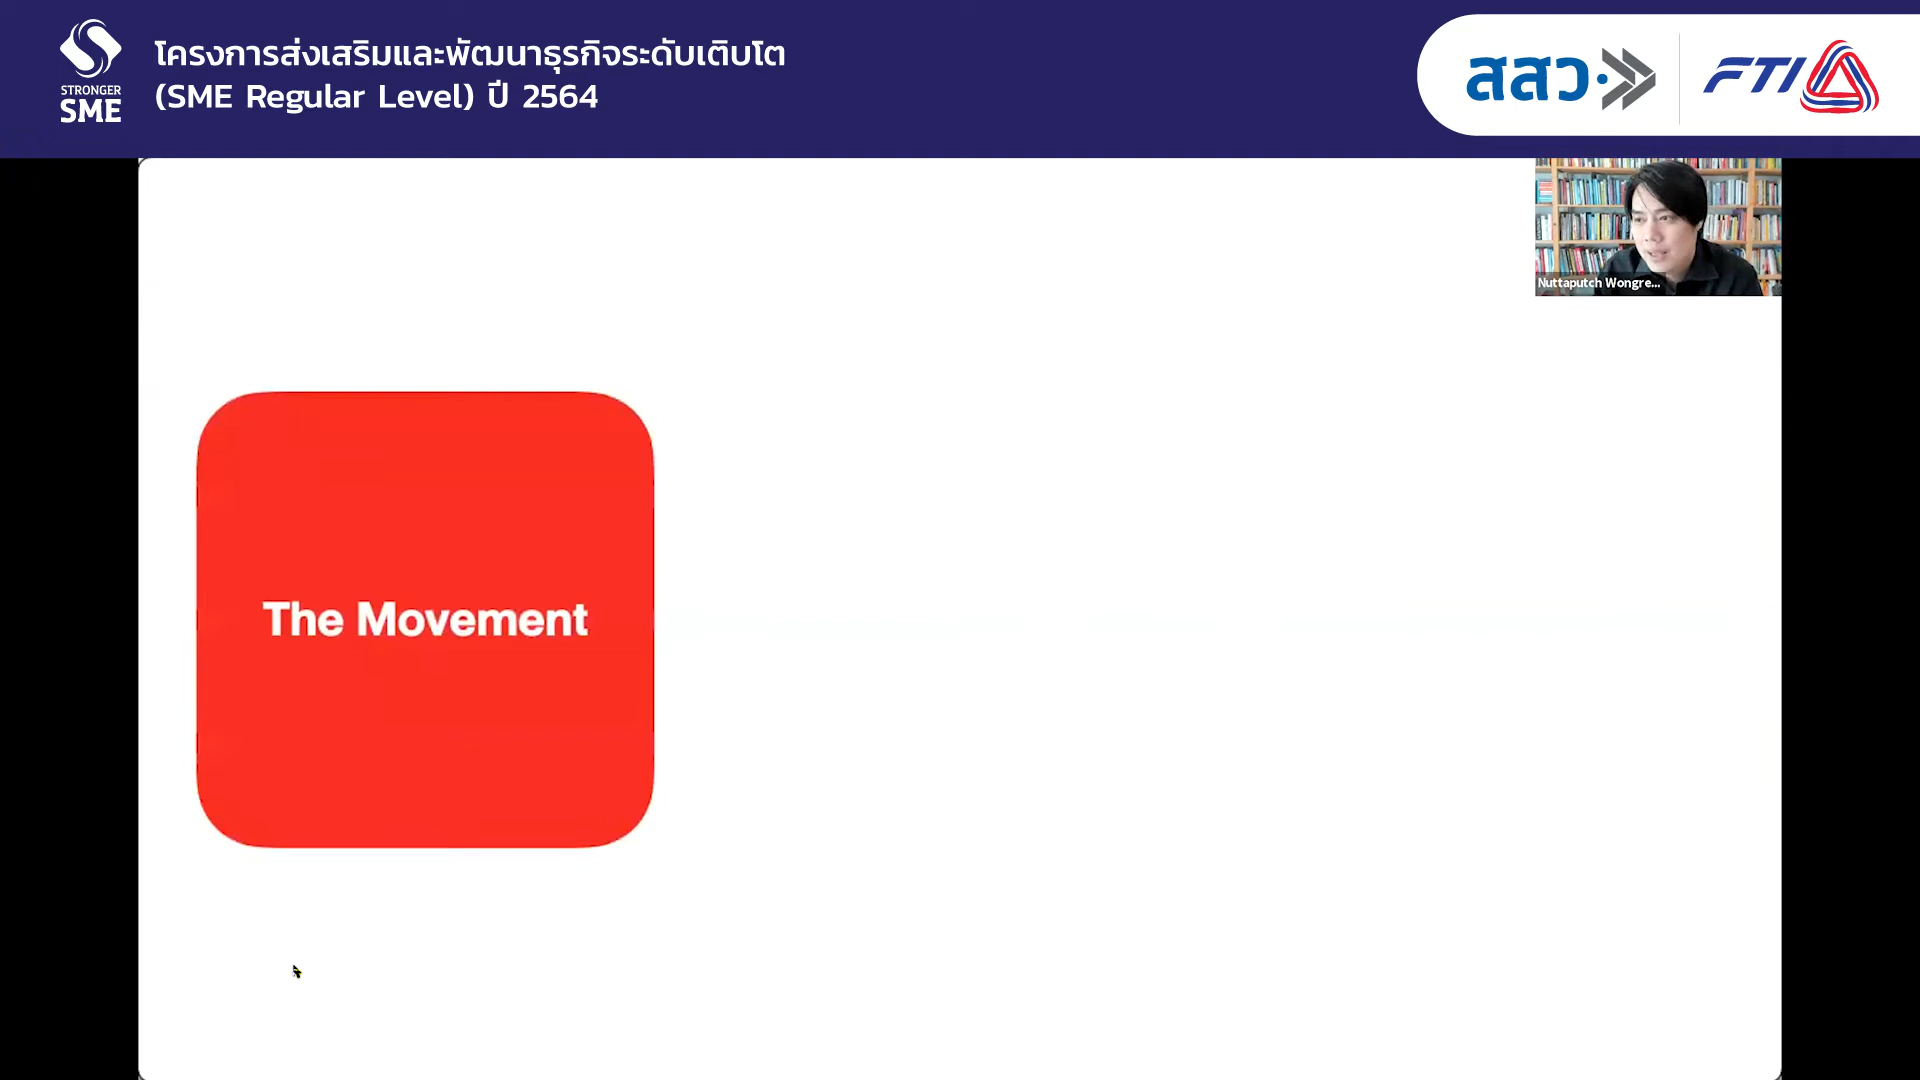 STRONGER
SME
โครงการส่งเสริมและพัฒนาธุรกิจระดับเติบโต
(SME Regular Level) ปี 2564
สสว
FTI
Nuttaputch Wongre...
The Movement